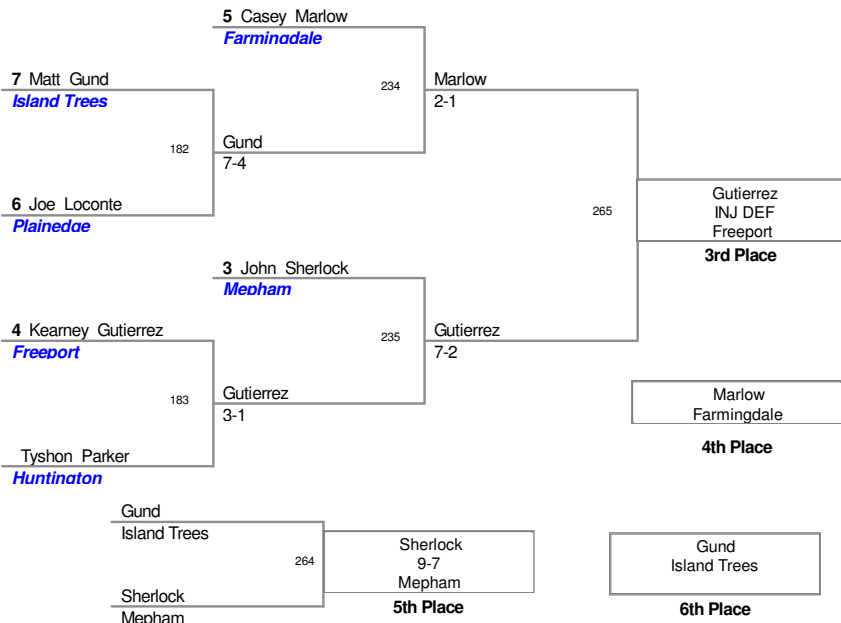 5 Casey Marlow
Farmingdale
7 Matt Gund
Island Trees
234
Marlow
2-1
182
Gund
7-4
6 Joe Loconte
Plainedge
265
Gutierrez
INJ DEF
Freeport
3rd Place
3 John Sherlock
Mepham
4 Kearney Gutierrez
Freeport
235
Gutierrez
7-2
183
Gutierrez
3-1
Marlow
Farmingdale
4th Place
Tyshon Parker
Huntington
Gund
Island Trees
264
Sherlock
9-7
Mepham
5th Place
Sherlock
Mepham
Gund
Island Trees
6th Place